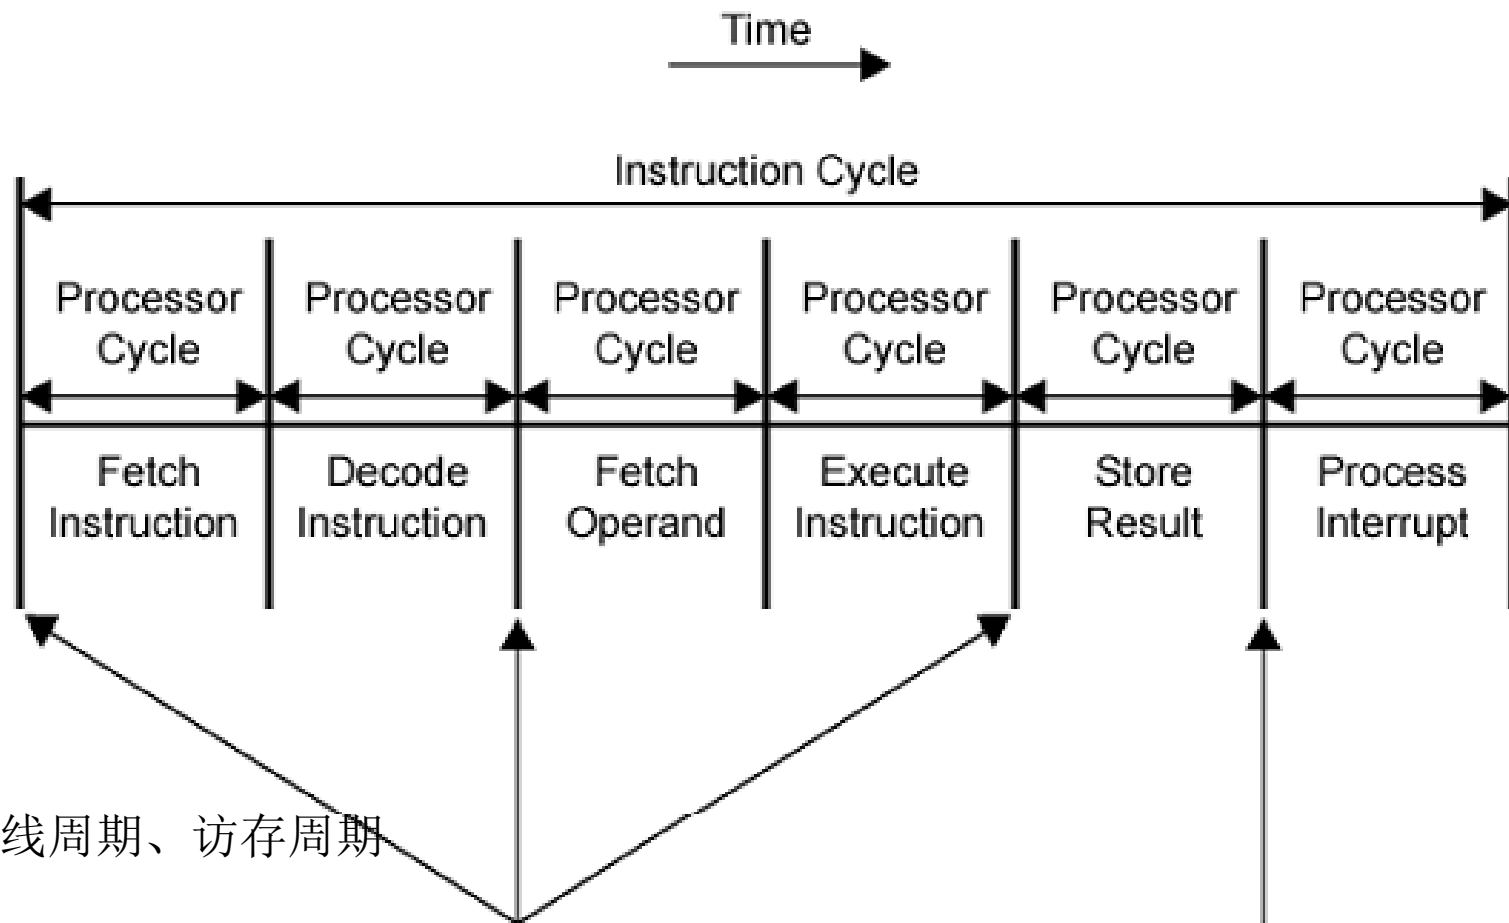 Time
Instruction Cycle
Processor Processor Processor Processor Processor Processor
Cycle Cycle Cycle Cycle Cycle Cycle
Fetch Decode Fetch Execute Store Process
Instruction Instruction Operand Instruction Result Interrupt
线周期、访存周期